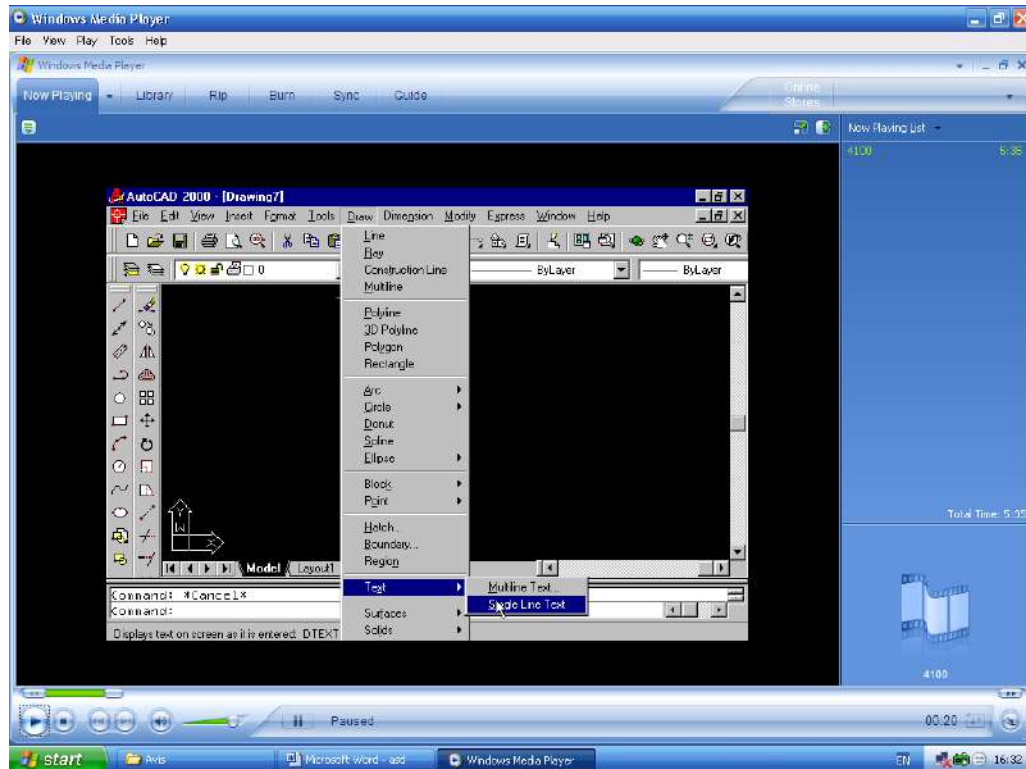 Windows Media Player
File View Play Tools Help
Windows Media Player
Now Playing Library Rip Burn Sync Guide Online Stores
Now Playing List
4100 5:35
AutoCAD 2000 - [Drawing7]
File Edit View Insert Format Tools Draw Dimension Modify Express Window Help
0 ByLayer ByLayer
Line
Ray
Construction Line
Multiline
Polyline
3D Polyline
Polygon
Rectangle
Arc
Circle
Donut
Spline
Ellipse
Block
Point
Hatch...
Boundary...
Region
Text
Surfaces
Solids
Multiline Text...
Single Line Text
Y
W
X
Model Layout1
Command: *Cancel*
Command:
Displays text on screen as it is entered: DTEXT
Total Time: 5:35
4100
Paused
00:20
start Avis Microsoft Word - asd Windows Media Player EN 16:32